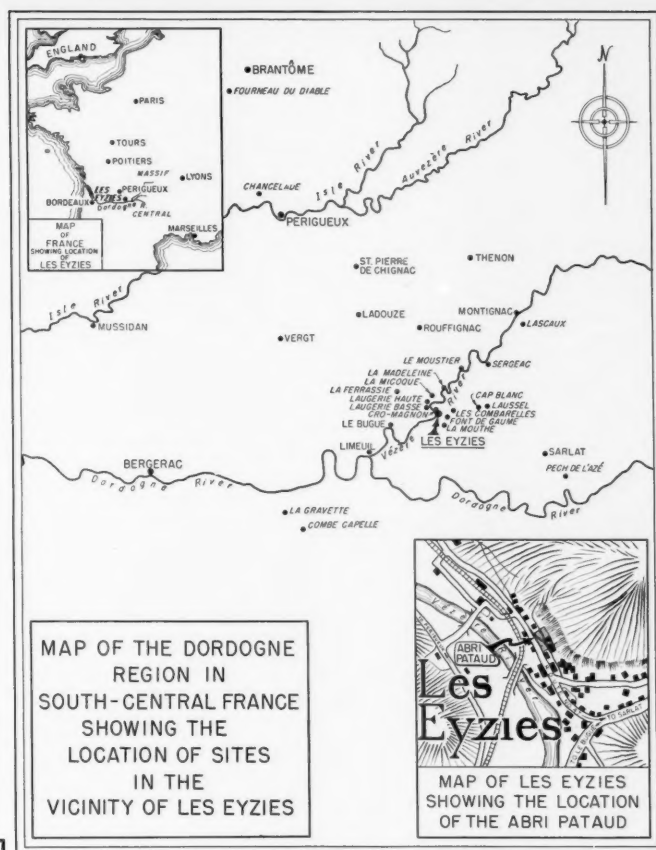 ENGLAND
PARIS
TOURS
POITIERS
MASSIF
LYONS
LES
EYZIES
PERIGUEUX
BORDEAUX
Dordogne R.
CENTRAL
MARSEILLES
MAP
OF
FRANCE
SHOWING LOCATION
OF
LES EYZIES
BRANTÔME
FOURNEAU DU DIABLE
N
Isle River
Auvezère River
CHANCELAUE
PERIGUEUX
ST. PIERRE
DE CHIGNAC
THENON
Isle River
MUSSIDAN
LADOUZE
MONTIGNAC
ROUFFIGNAC
LASCAUX
VERGT
LE MOUSTIER
SERGEAC
LA MADELEINE
LA MICOQUE
LA FERRASSIE
LAUGERIE HAUTE
LAUGERIE BASSE
CRO-MAGNON
CAP BLANC
LAUSSEL
LES COMBARELLES
FONT DE GAUME
LA MOUTHE
LE BUGUE
LES EYZIES
LIMEUIL
Vézère River
SARLAT
PECH DE L'AZÉ
BERGERAC
Dordogne River
Dordogne River
LA GRAVETTE
COMBE CAPELLE
MAP OF THE DORDOGNE
REGION IN
SOUTH-CENTRAL FRANCE
SHOWING THE
LOCATION OF SITES
IN THE
VICINITY OF LES EYZIES
ABRI
PATAUD
Les
Eyzies
TO SARLAT
MAP OF LES EYZIES
SHOWING THE LOCATION
OF THE ABRI PATAUD
1